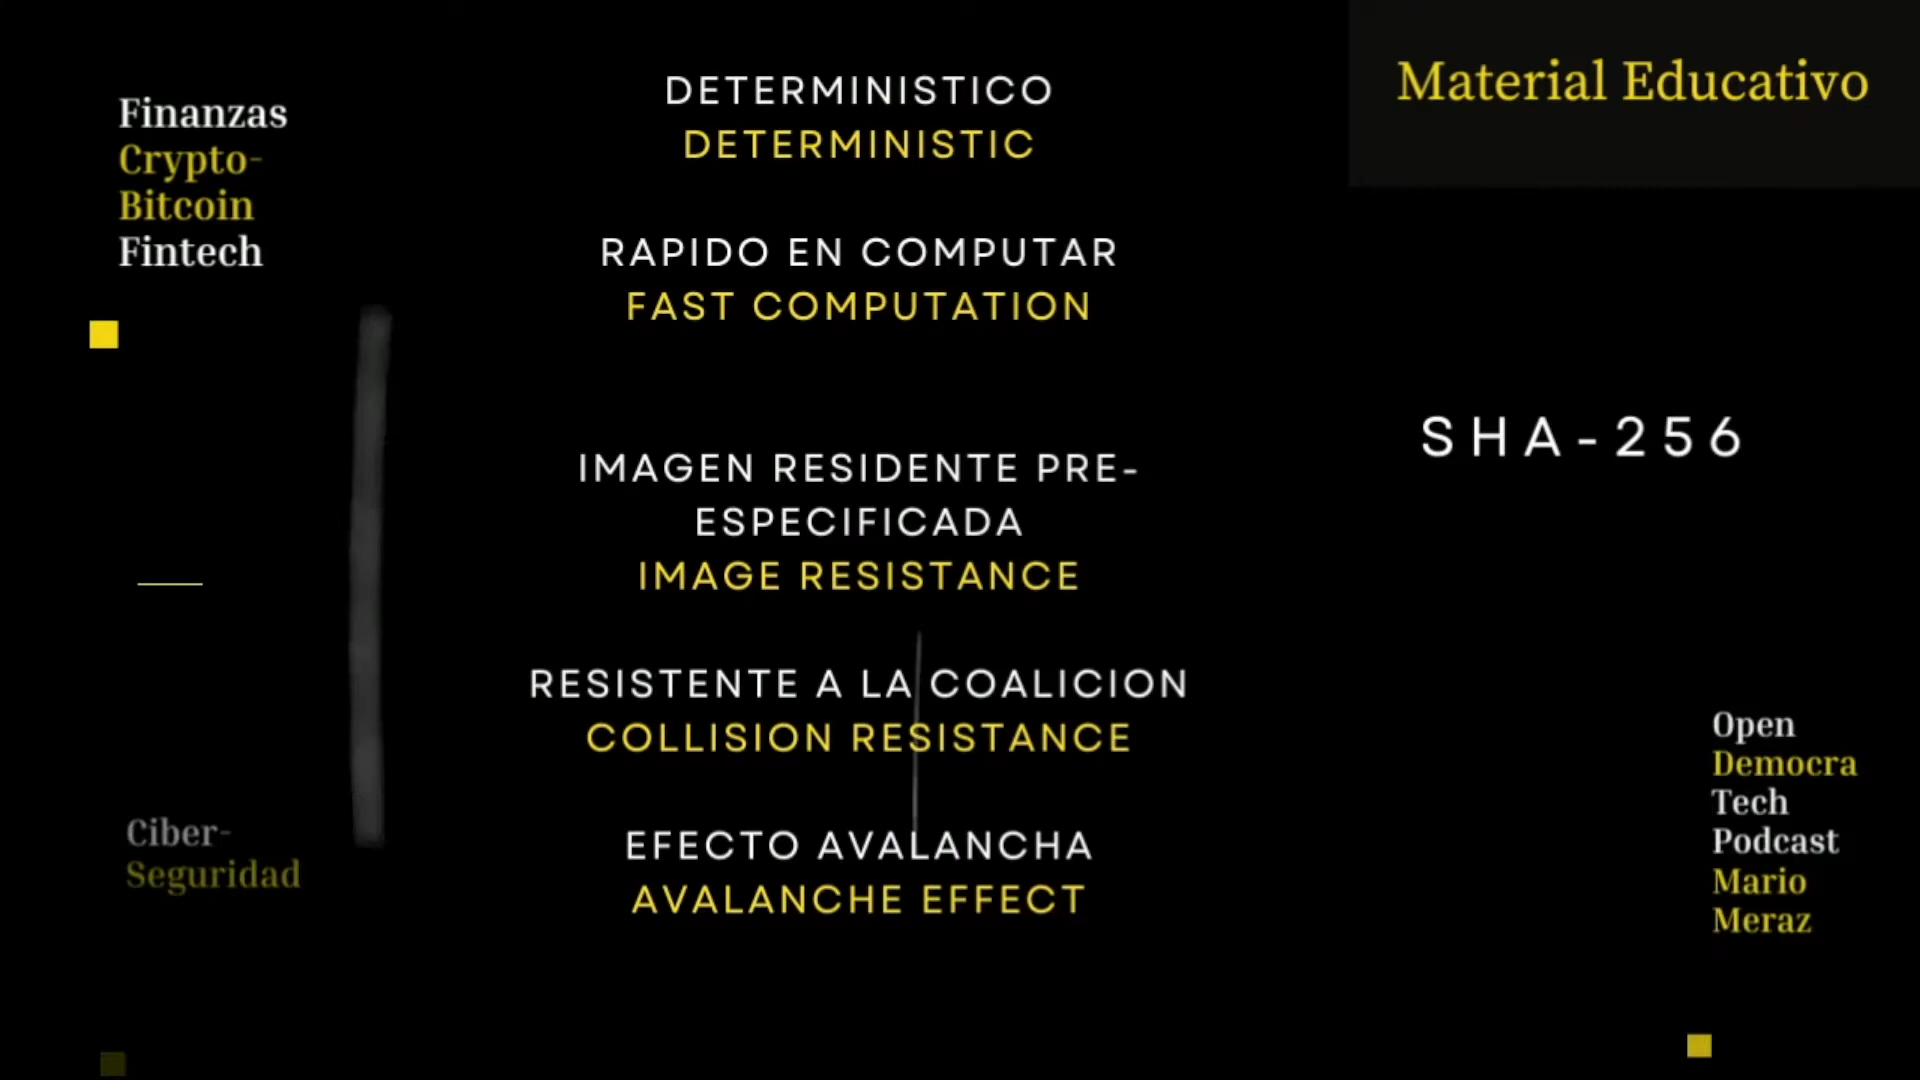 Finanzas
Crypto-
Bitcoin
Fintech
Ciber-
Seguridad
DETERMINISTICO
DETERMINISTIC
RAPIDO EN COMPUTAR
FAST COMPUTATION
IMAGEN RESIDENTE PRE-
ESPECIFICADA
IMAGE RESISTANCE
RESISTENTE A LA COALICION
COLLISION RESISTANCE
EFECTO AVALANCHA
AVALANCHE EFFECT
Material Educativo
SHA-256
Open
Democra
Tech
Podcast
Mario
Meraz